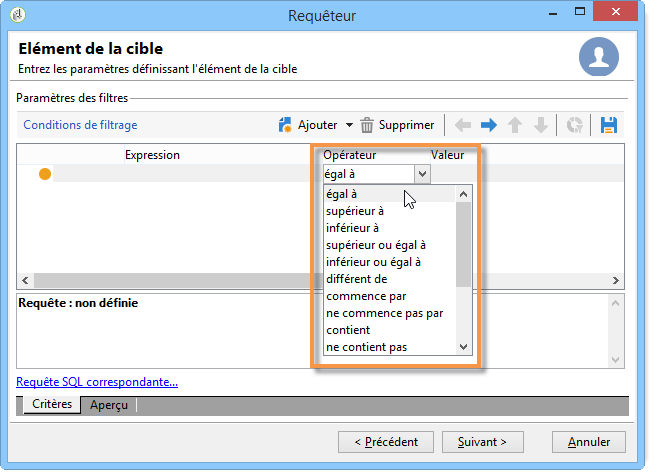 Requêteur
Elément de la cible
Entrez les paramètres définissant l'élément de la cible
Paramètres des filtres
Conditions de filtrage Ajouter Supprimer
Expression Opérateur Valeur
égal à
égal à
supérieur à
inférieur à
supérieur ou égal à
inférieur ou égal à
différent de
commence par
ne commence pas par
contient
ne contient pas
Requête : non définie
Requête SQL correspondante...
Critères Aperçu
< Précédent Suivant > Annuler